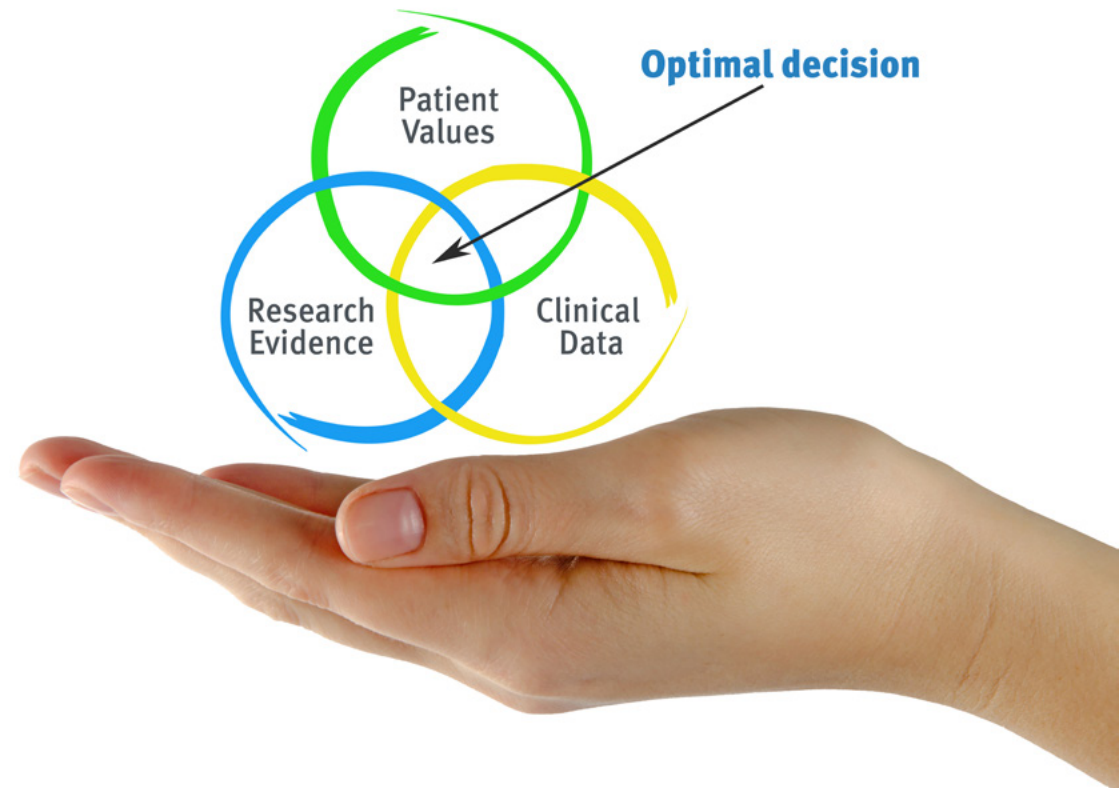 Optimal decision
Patient
Values
Research
Evidence
Clinical
Data